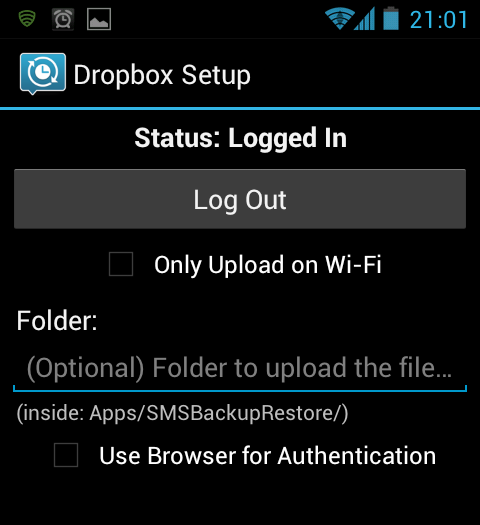 21:01
Dropbox Setup
Status: Logged In
Log Out
Only Upload on Wi-Fi
Folder:
(Optional) Folder to upload the file...
(inside: Apps/SMSBackupRestore/)
Use Browser for Authentication